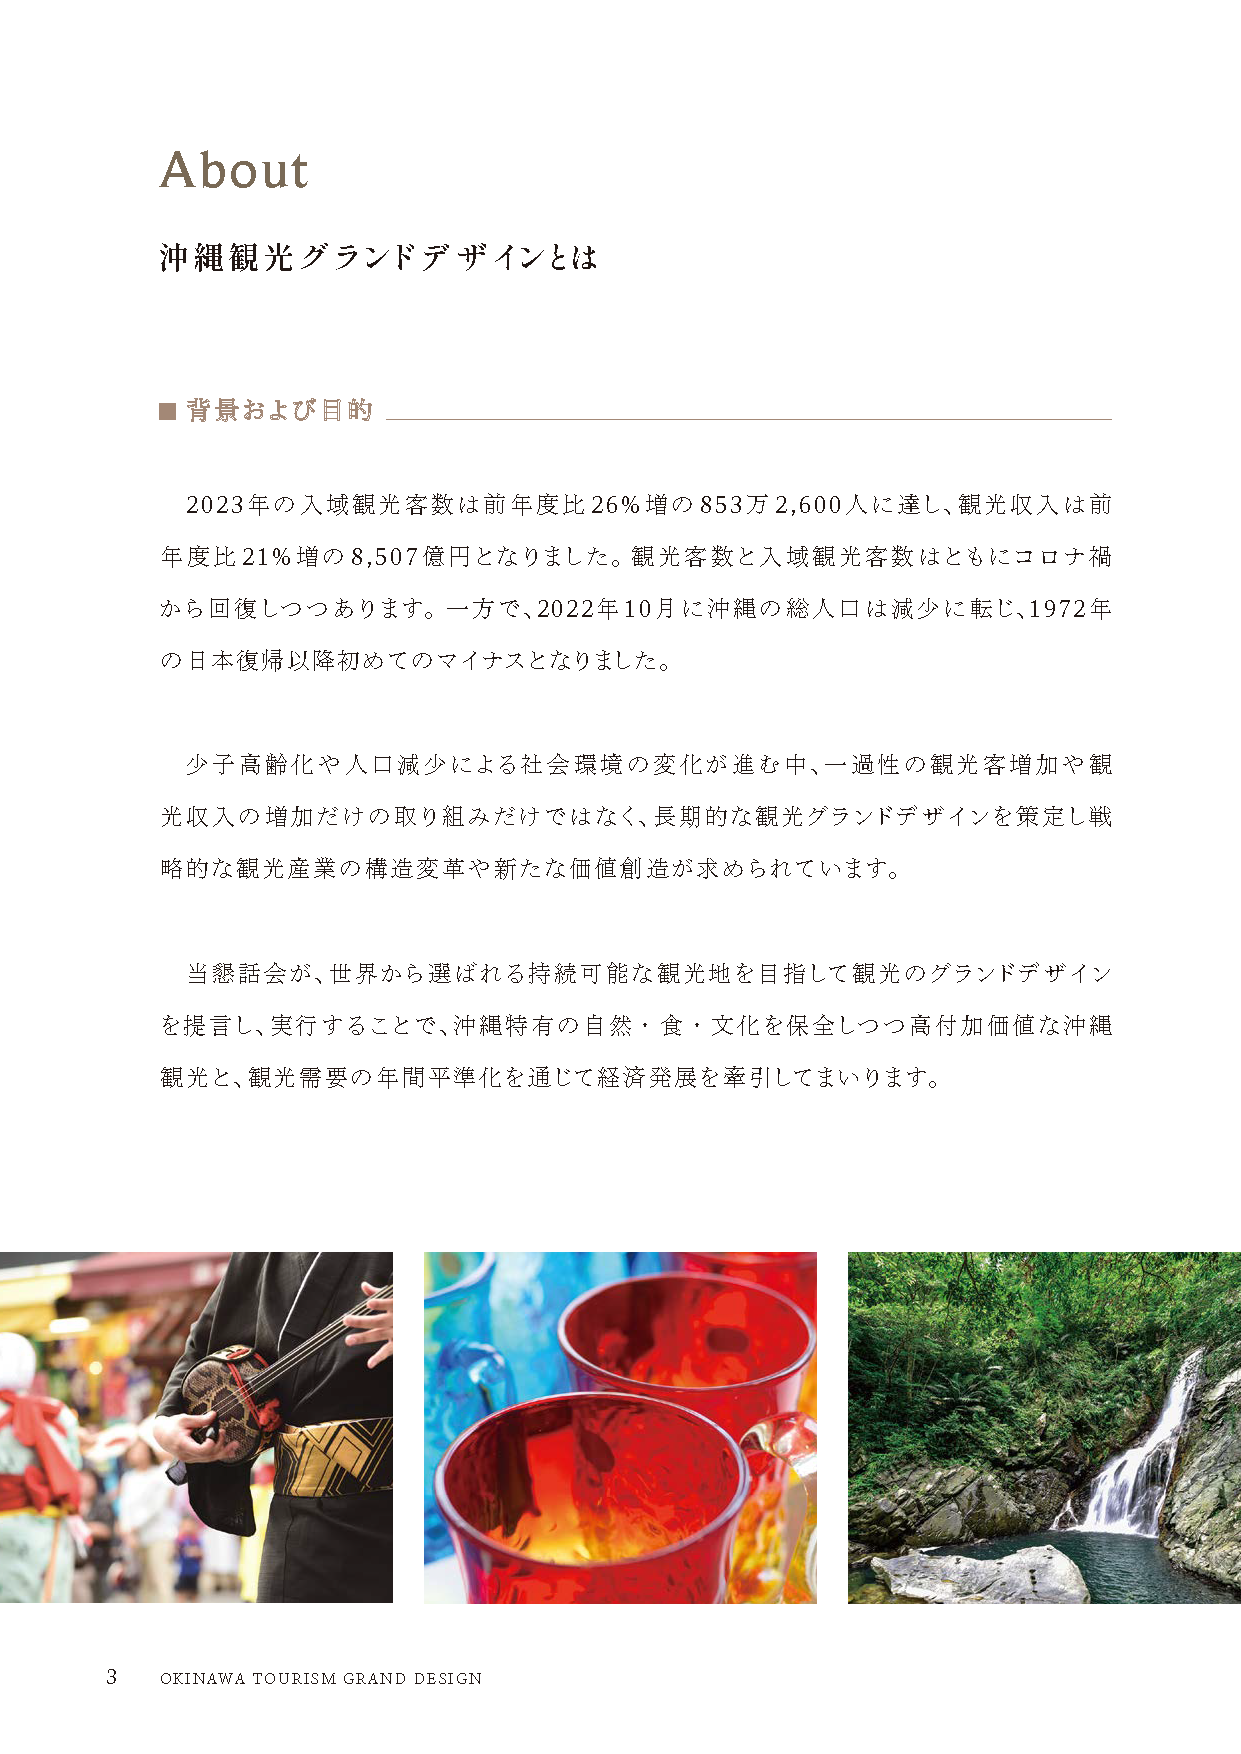 About
沖縄観光グランドデザインとは
■ 背景および目的
2023年の入域観光客数は前年度比26%増の853万2,600人に達し、観光収入は前
年度比21%増の8,507億円となりました。観光客数と入域観光客数はともにコロナ禍
から回復しつつあります。一方で、2022年10月に沖縄の総人口は減少に転じ、1972年
の日本復帰以降初めてのマイナスとなりました。
少子高齢化や人口減少による社会環境の変化が進む中、一過性の観光客増加や観
光収入の増加だけの取り組みだけではなく、長期的な観光グランドデザインを策定し戦
略的な観光産業の構造変革や新たな価値創造が求められています。
当懇話会が、世界から選ばれる持続可能な観光地を目指して観光のグランドデザイン
を提言し、実行することで、沖縄特有の自然・食・文化を保全しつつ高付加価値な沖縄
観光と、観光需要の年間平準化を通じて経済発展を牽引してまいります。
3 OKINAWA TOURISM GRAND DESIGN